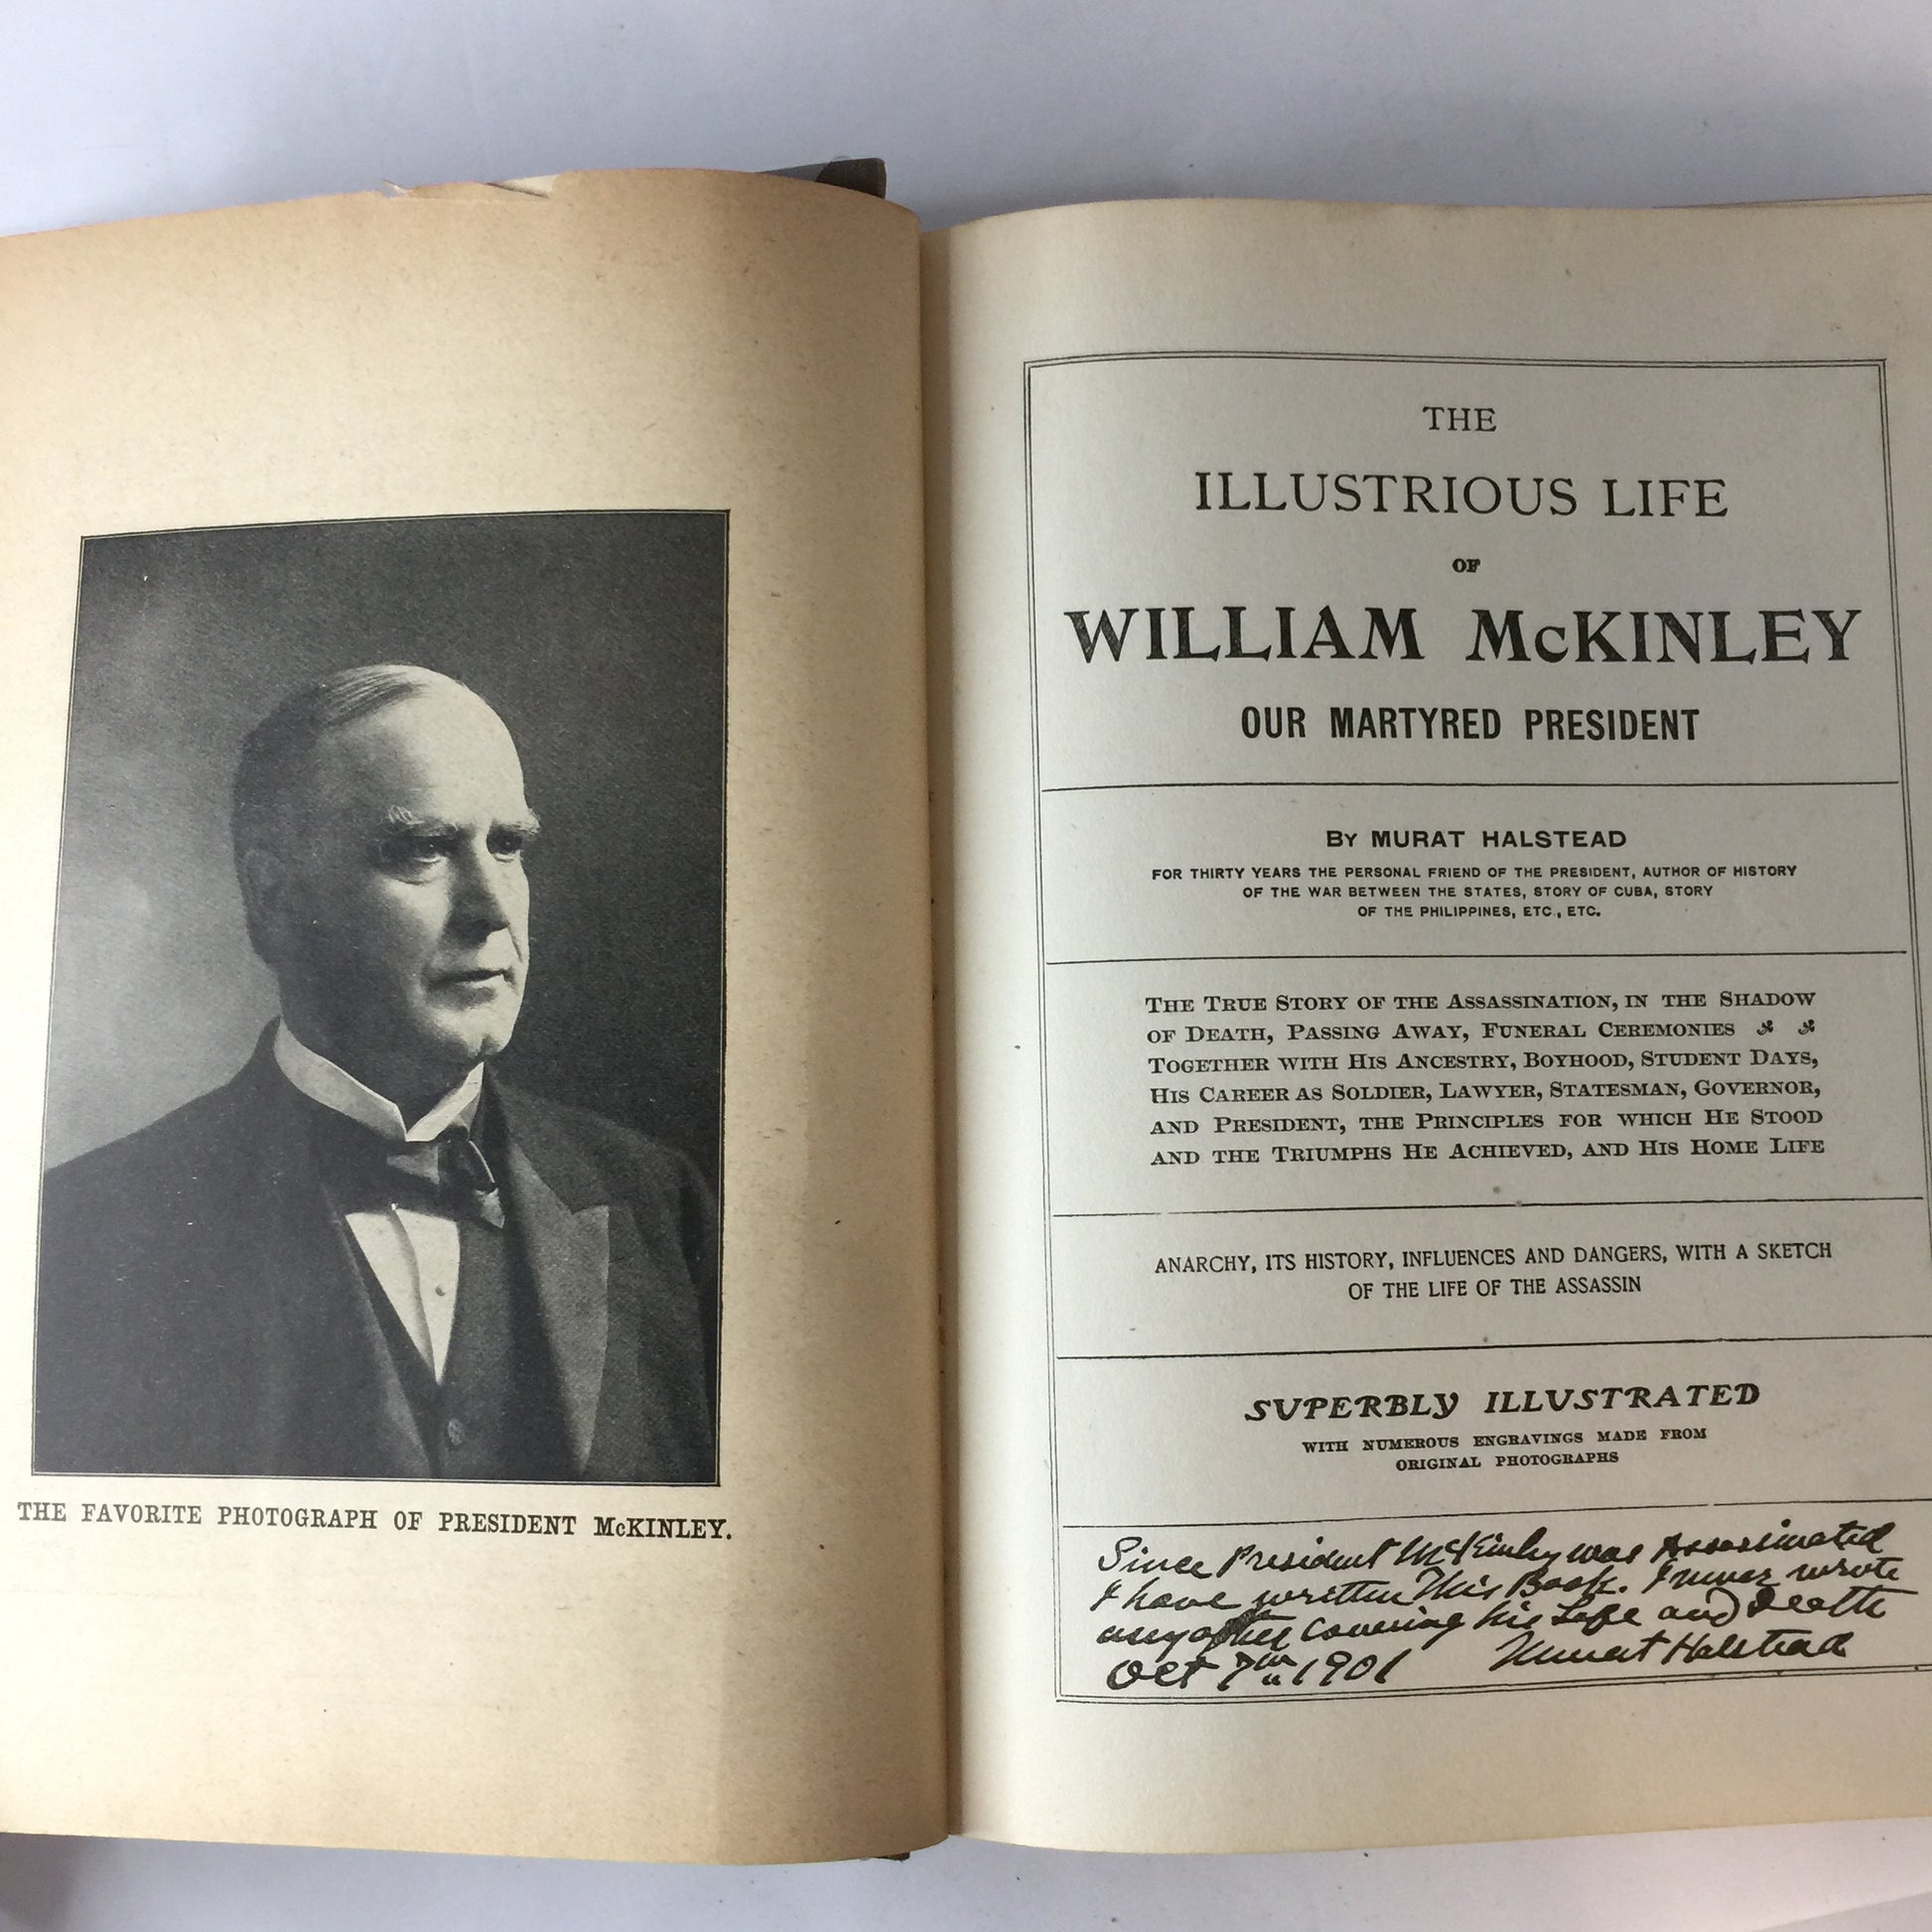 THE FAVORITE PHOTOGRAPH OF PRESIDENT McKINLEY.
THE
ILLUSTRIOUS LIFE
OF
WILLIAM McKINLEY
OUR MARTYRED PRESIDENT
By MURAT HALSTEAD
FOR THIRTY YEARS THE PERSONAL FRIEND OF THE PRESIDENT, AUTHOR OF HISTORY
OF THE WAR BETWEEN THE STATES, STORY OF CUBA, STORY
OF THE PHILIPPINES, ETC., ETC.
The True Story of the Assassination, in the Shadow
of Death, Passing Away, Funeral Ceremonies
Together with His Ancestry, Boyhood, Student Days,
His Career as Soldier, Lawyer, Statesman, Governor,
and President, the Principles for which He Stood
and the Triumphs He Achieved, and His Home Life
ANARCHY, ITS HISTORY, INFLUENCES AND DANGERS, WITH A SKETCH
OF THE LIFE OF THE ASSASSIN
SUPERBLY ILLUSTRATED
WITH NUMEROUS ENGRAVINGS MADE FROM
ORIGINAL PHOTOGRAPHS
Since President McKinley was Assassinated
I have written This Book. I never wrote
any other covering his Life and Death
Oct 7th 1901 Murat Halstead